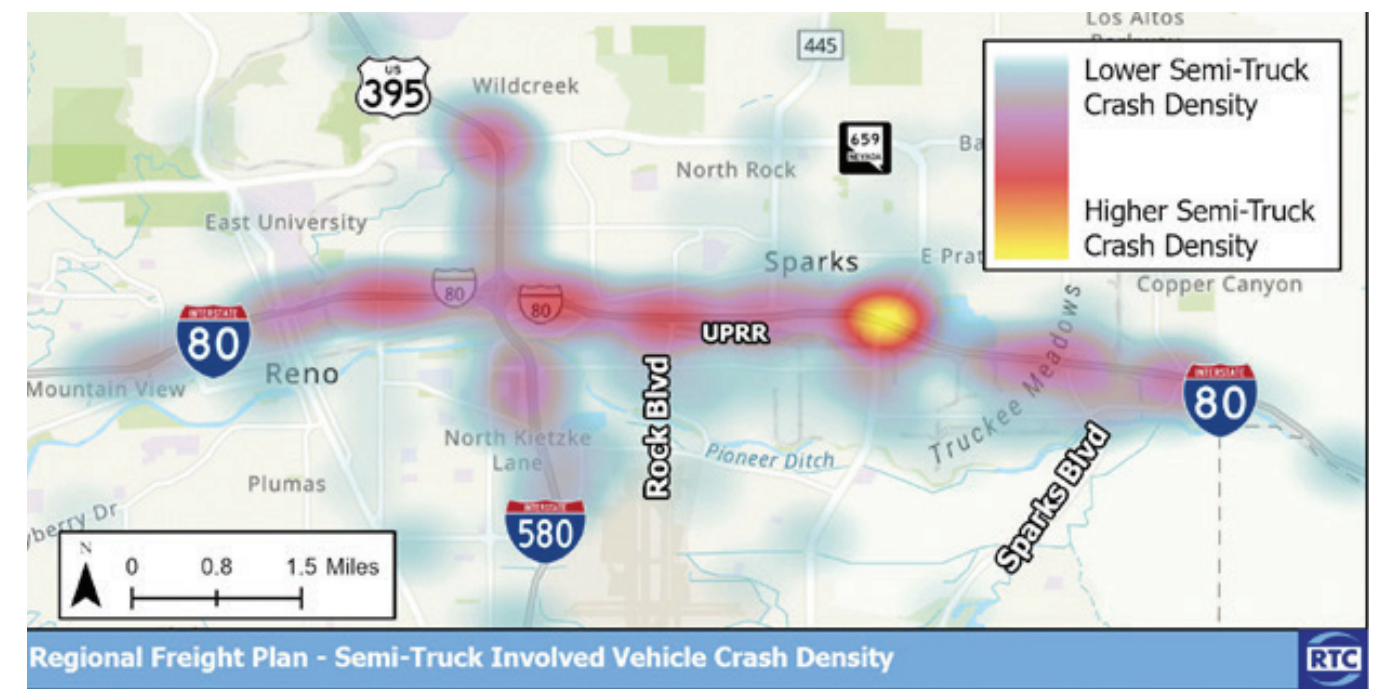 Los Altos
Parkway
445
US
395
Wildcreek
Lower Semi-Truck
Crash Density
Higher Semi-Truck
Crash Density
659
NEVADA
Ba
North Rock
East University
Sparks
E Prat
Copper Canyon
80
80
INTERSTATE
80
UPRR
Truckee Meadows
Reno
Mountain View
Rock Blvd
INTERSTATE
80
North Kietzke
Lane
Pioneer Ditch
Sparks Blvd
Plumas
yberry Dr
INTERSTATE
580
N
0 0.8 1.5 Miles
Regional Freight Plan - Semi-Truck Involved Vehicle Crash Density
RTC